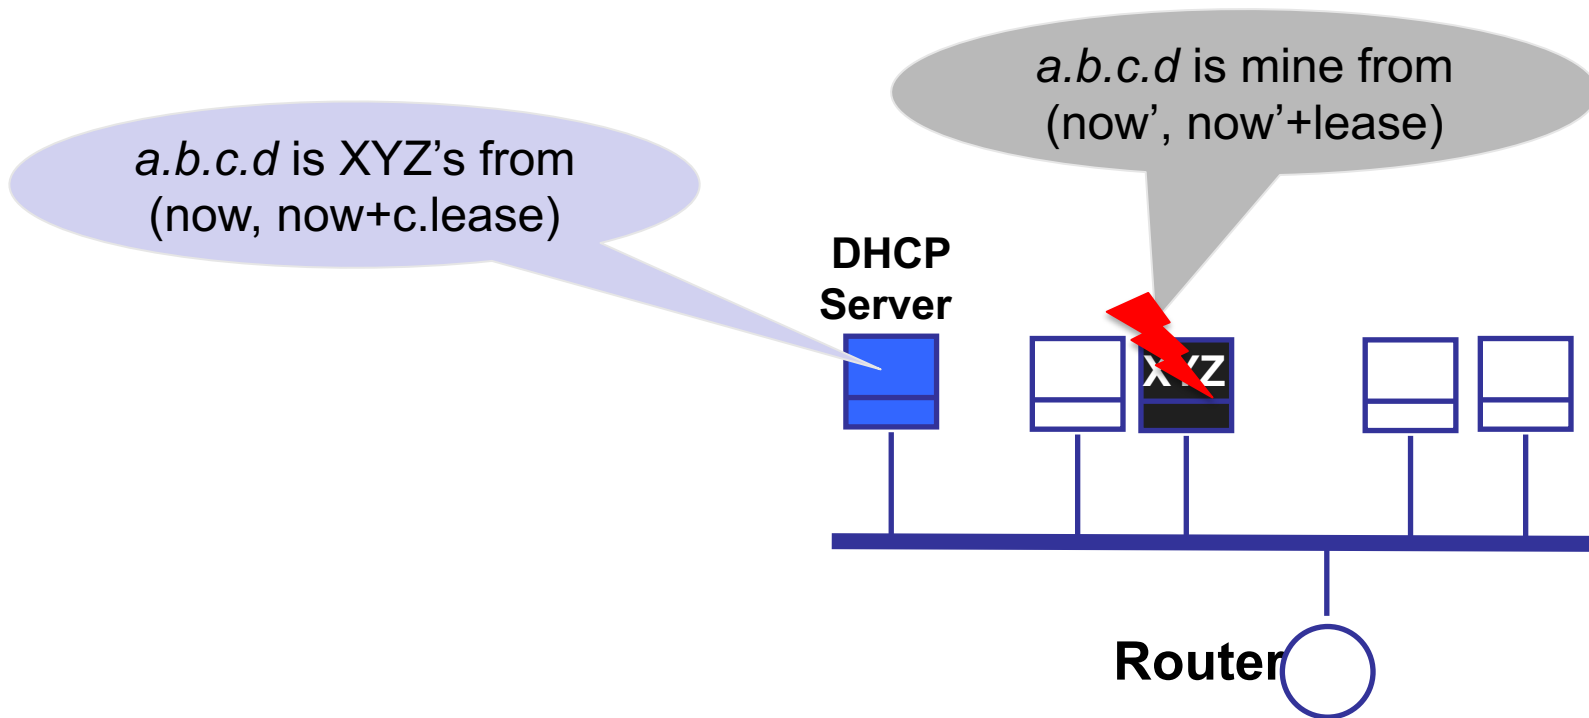 a.b.c.d is mine from
(now’, now’+lease)
a.b.c.d is XYZ’s from
(now, now+c.lease)
DHCP
Server
XYZ
Router